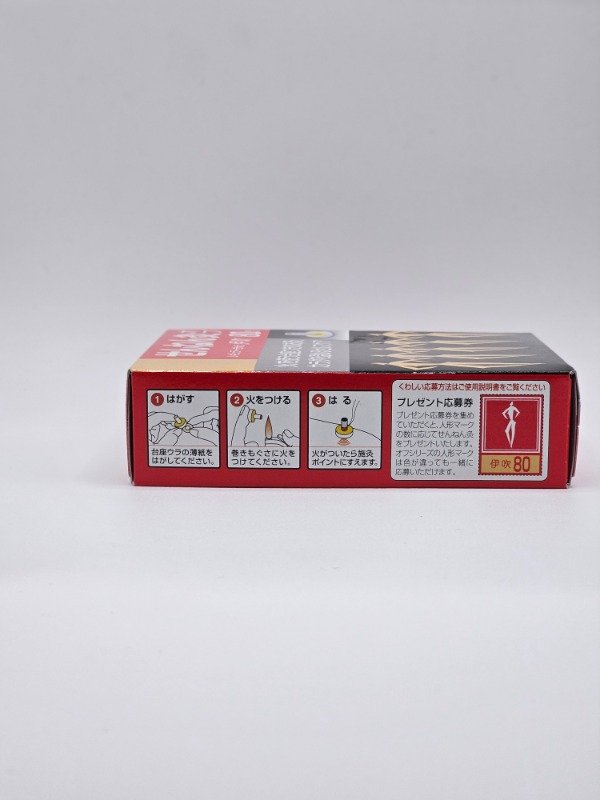 せんねん灸
1 はがす
台座ウラの薄紙を
はがしてください。
2 火をつける
巻きもぐさに火を
つけてください。
3 はる
火がついたら施灸
ポイントにすえます。
くわしい応募方法はご使用説明書をご覧ください
プレゼント応募券
プレゼント応募券を集め
ていただくと、人形マーク
の数に応じてせんねん灸
をプレゼントいたします。
オフシリーズの人形マーク
は色が違っても一緒に
応募いただけます。
伊吹80